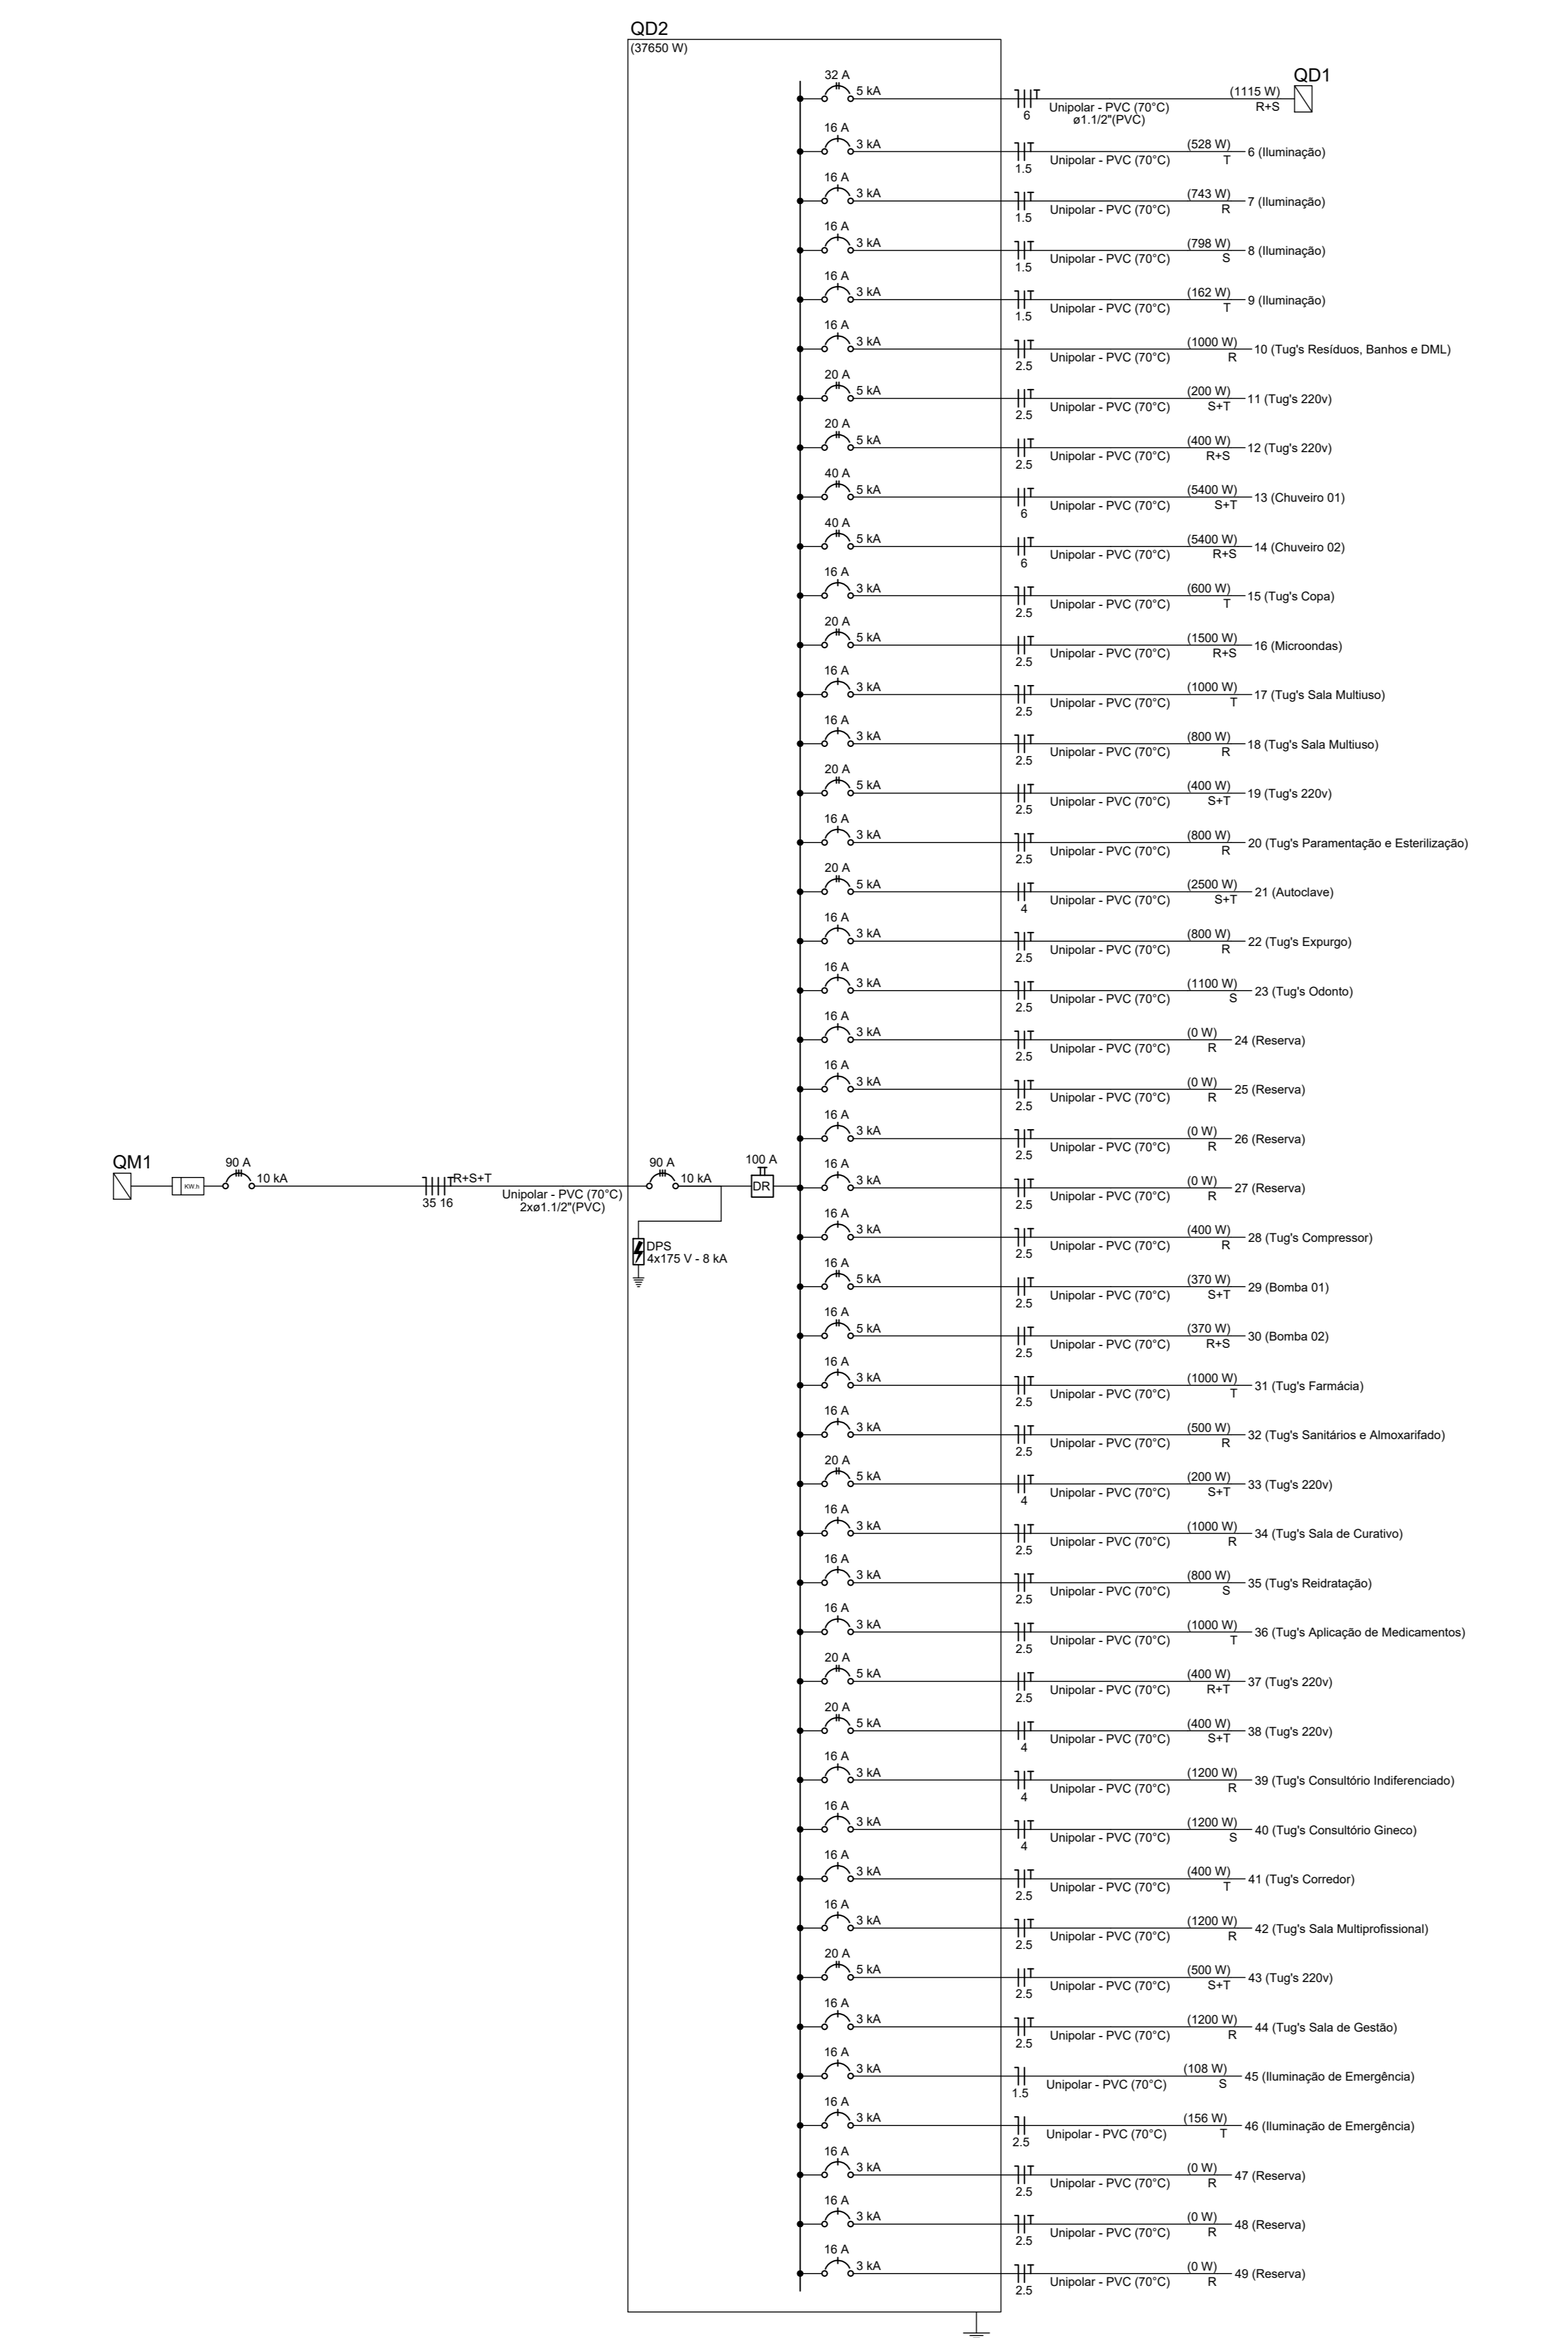 QD2
(37650 W)
32 A
5 kA
6
Unipolar - PVC (70°C)
ø1.1/2"(PVC)
(1115 W)
R+S
QD1
16 A
3 kA
1.5
Unipolar - PVC (70°C)
(528 W)
T
6 (Iluminação)
16 A
3 kA
1.5
Unipolar - PVC (70°C)
(743 W)
R
7 (Iluminação)
16 A
3 kA
1.5
Unipolar - PVC (70°C)
(798 W)
S
8 (Iluminação)
16 A
3 kA
1.5
Unipolar - PVC (70°C)
(162 W)
T
9 (Iluminação)
16 A
3 kA
2.5
Unipolar - PVC (70°C)
(1000 W)
R
10 (Tug's Resíduos, Banhos e DML)
20 A
5 kA
2.5
Unipolar - PVC (70°C)
(200 W)
S+T
11 (Tug's 220v)
20 A
5 kA
2.5
Unipolar - PVC (70°C)
(400 W)
R+S
12 (Tug's 220v)
40 A
5 kA
6
Unipolar - PVC (70°C)
(5400 W)
S+T
13 (Chuveiro 01)
40 A
5 kA
6
Unipolar - PVC (70°C)
(5400 W)
R+S
14 (Chuveiro 02)
16 A
3 kA
2.5
Unipolar - PVC (70°C)
(600 W)
T
15 (Tug's Copa)
20 A
5 kA
2.5
Unipolar - PVC (70°C)
(1500 W)
R+S
16 (Microondas)
16 A
3 kA
2.5
Unipolar - PVC (70°C)
(1000 W)
T
17 (Tug's Sala Multiuso)
16 A
3 kA
2.5
Unipolar - PVC (70°C)
(800 W)
R
18 (Tug's Sala Multiuso)
20 A
5 kA
2.5
Unipolar - PVC (70°C)
(400 W)
S+T
19 (Tug's 220v)
16 A
3 kA
2.5
Unipolar - PVC (70°C)
(800 W)
R
20 (Tug's Paramentação e Esterilização)
20 A
5 kA
4
Unipolar - PVC (70°C)
(2500 W)
S+T
21 (Autoclave)
16 A
3 kA
2.5
Unipolar - PVC (70°C)
(800 W)
R
22 (Tug's Expurgo)
16 A
3 kA
2.5
Unipolar - PVC (70°C)
(1100 W)
S
23 (Tug's Odonto)
16 A
3 kA
2.5
Unipolar - PVC (70°C)
(0 W)
R
24 (Reserva)
16 A
3 kA
2.5
Unipolar - PVC (70°C)
(0 W)
R
25 (Reserva)
16 A
3 kA
2.5
Unipolar - PVC (70°C)
(0 W)
R
26 (Reserva)
QM1
KW.h
90 A
10 kA
35 16
R+S+T
Unipolar - PVC (70°C)
2xø1.1/2"(PVC)
90 A
10 kA
100 A
DR
DPS
4x175 V - 8 kA
16 A
3 kA
2.5
Unipolar - PVC (70°C)
(0 W)
R
27 (Reserva)
16 A
3 kA
2.5
Unipolar - PVC (70°C)
(400 W)
R
28 (Tug's Compressor)
16 A
5 kA
2.5
Unipolar - PVC (70°C)
(370 W)
S+T
29 (Bomba 01)
16 A
5 kA
2.5
Unipolar - PVC (70°C)
(370 W)
R+S
30 (Bomba 02)
16 A
3 kA
2.5
Unipolar - PVC (70°C)
(1000 W)
T
31 (Tug's Farmácia)
16 A
3 kA
2.5
Unipolar - PVC (70°C)
(500 W)
R
32 (Tug's Sanitários e Almoxarifado)
20 A
5 kA
4
Unipolar - PVC (70°C)
(200 W)
S+T
33 (Tug's 220v)
16 A
3 kA
2.5
Unipolar - PVC (70°C)
(1000 W)
R
34 (Tug's Sala de Curativo)
16 A
3 kA
2.5
Unipolar - PVC (70°C)
(800 W)
S
35 (Tug's Reidratação)
16 A
3 kA
2.5
Unipolar - PVC (70°C)
(1000 W)
T
36 (Tug's Aplicação de Medicamentos)
20 A
5 kA
2.5
Unipolar - PVC (70°C)
(400 W)
R+T
37 (Tug's 220v)
20 A
5 kA
4
Unipolar - PVC (70°C)
(400 W)
S+T
38 (Tug's 220v)
16 A
3 kA
4
Unipolar - PVC (70°C)
(1200 W)
R
39 (Tug's Consultório Indiferenciado)
16 A
3 kA
4
Unipolar - PVC (70°C)
(1200 W)
S
40 (Tug's Consultório Gineco)
16 A
3 kA
2.5
Unipolar - PVC (70°C)
(400 W)
T
41 (Tug's Corredor)
16 A
3 kA
2.5
Unipolar - PVC (70°C)
(1200 W)
R
42 (Tug's Sala Multiprofissional)
20 A
5 kA
2.5
Unipolar - PVC (70°C)
(500 W)
S+T
43 (Tug's 220v)
16 A
3 kA
2.5
Unipolar - PVC (70°C)
(1200 W)
R
44 (Tug's Sala de Gestão)
16 A
3 kA
1.5
Unipolar - PVC (70°C)
(108 W)
S
45 (Iluminação de Emergência)
16 A
3 kA
2.5
Unipolar - PVC (70°C)
(156 W)
T
46 (Iluminação de Emergência)
16 A
3 kA
2.5
Unipolar - PVC (70°C)
(0 W)
R
47 (Reserva)
16 A
3 kA
2.5
Unipolar - PVC (70°C)
(0 W)
R
48 (Reserva)
16 A
3 kA
2.5
Unipolar - PVC (70°C)
(0 W)
R
49 (Reserva)